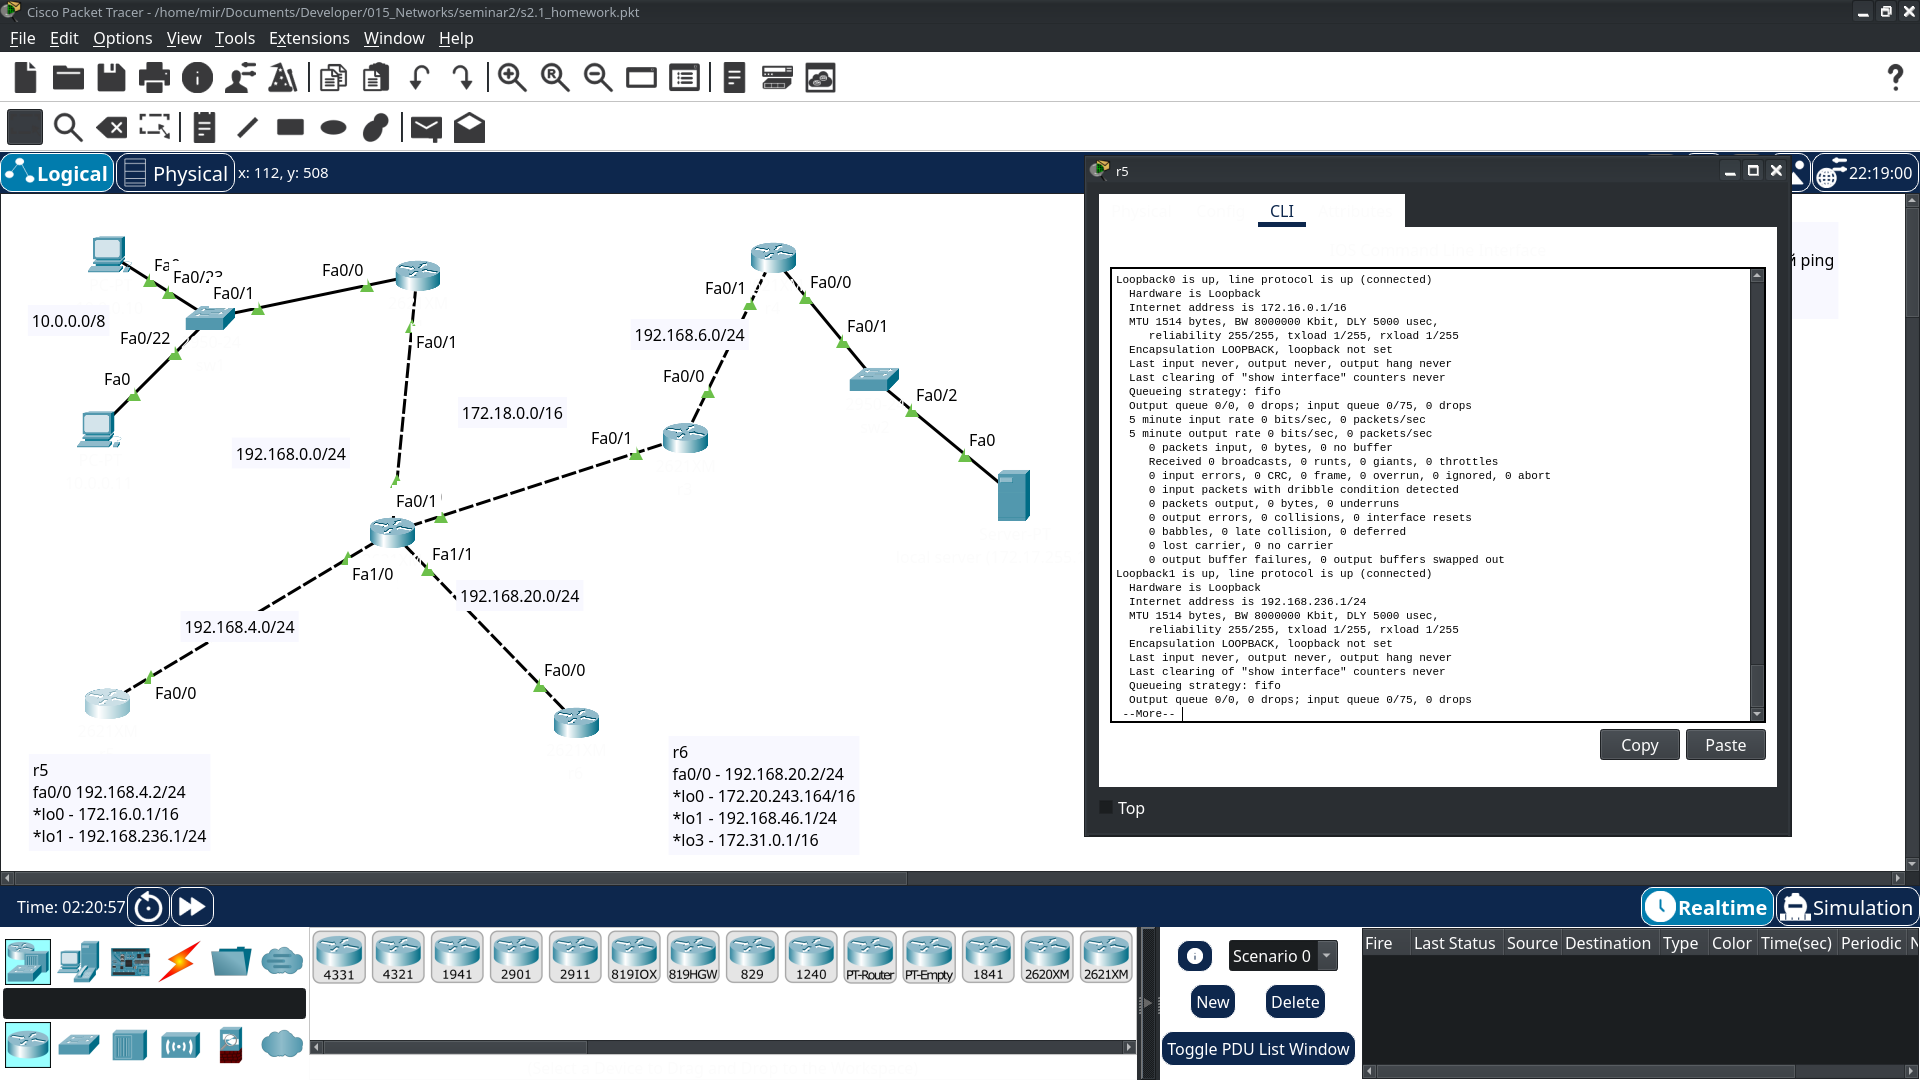 Cisco Packet Tracer - /home/mir/Documents/Developer/015_Networks/seminar2/s2.1_homework.pkt
File Edit Options View Tools Extensions Window Help
Logical Physical x: 112, y: 508
22:19:00
r5
CLI
Loopback0 is up, line protocol is up (connected)
Hardware is Loopback
Internet address is 172.16.0.1/16
MTU 1514 bytes, BW 8000000 Kbit, DLY 5000 usec,
reliability 255/255, txload 1/255, rxload 1/255
Encapsulation LOOPBACK, loopback not set
Last input never, output never, output hang never
Last clearing of "show interface" counters never
Queueing strategy: fifo
Output queue 0/0, 0 drops; input queue 0/75, 0 drops
5 minute input rate 0 bits/sec, 0 packets/sec
5 minute output rate 0 bits/sec, 0 packets/sec
0 packets input, 0 bytes, 0 no buffer
Received 0 broadcasts, 0 runts, 0 giants, 0 throttles
0 input errors, 0 CRC, 0 frame, 0 overrun, 0 ignored, 0 abort
0 input packets with dribble condition detected
0 packets output, 0 bytes, 0 underruns
0 output errors, 0 collisions, 0 interface resets
0 babbles, 0 late collision, 0 deferred
0 lost carrier, 0 no carrier
0 output buffer failures, 0 output buffers swapped out
Loopback1 is up, line protocol is up (connected)
Hardware is Loopback
Internet address is 192.168.236.1/24
MTU 1514 bytes, BW 8000000 Kbit, DLY 5000 usec,
reliability 255/255, txload 1/255, rxload 1/255
Encapsulation LOOPBACK, loopback not set
Last input never, output never, output hang never
Last clearing of "show interface" counters never
Queueing strategy: fifo
Output queue 0/0, 0 drops; input queue 0/75, 0 drops
--More--
Copy Paste
Top
ping
Fa0/1
Fa0/0
10.0.0.0/8
Fa0/22
Fa0
Fa0/1
172.18.0.0/16
192.168.0.0/24
Fa0/1
Fa0/0
192.168.6.0/24
Fa0/1
Fa0/0
Fa0/2
Fa0/1
Fa0
Fa0/1
Fa1/1
Fa1/0
192.168.20.0/24
192.168.4.0/24
Fa0/0
Fa0/0
r5
fa0/0 192.168.4.2/24
*lo0 - 172.16.0.1/16
*lo1 - 192.168.236.1/24
r6
fa0/0 - 192.168.20.2/24
*lo0 - 172.20.243.164/16
*lo1 - 192.168.46.1/24
*lo3 - 172.31.0.1/16
Time: 02:20:57
Realtime Simulation
4331 4321 1941 2901 2911 819IOX 819HGW 829 1240 PT-Router PT-Empty 1841 2620XM 2621XM
Scenario 0
New Delete
Toggle PDU List Window
Fire Last Status Source Destination Type Color Time(sec) Periodic N